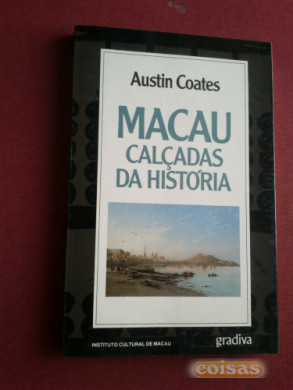 Austin Coates
MACAU
CALÇADAS
DA HISTÓRIA
INSTITUTO CULTURAL DE MACAU
gradiva
coisas